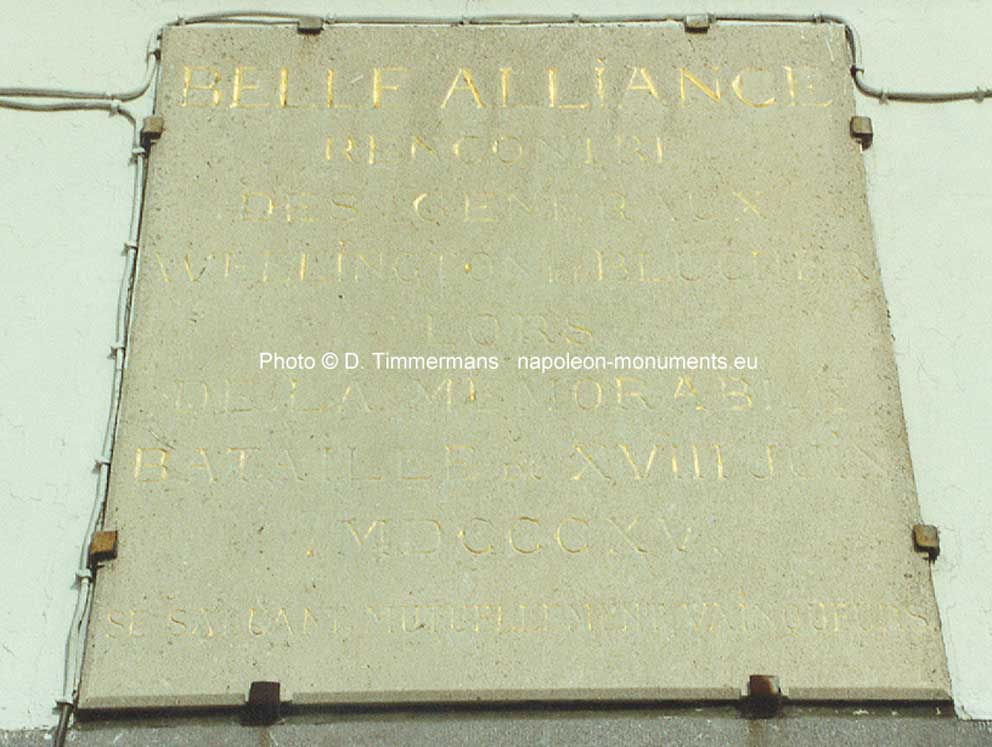 BELLE ALLIANCE
RENCONTRE
DES GENERAUX
WELLINGTON et BLUCHER
LORS
Photo © D. Timmermans napoleon-monuments.eu
DE LA MEMORABLE
BATAILLE du XVIII JUIN
MDCCCXV.
SE SALUANT MUTUELLEMENT VAINQUEURS